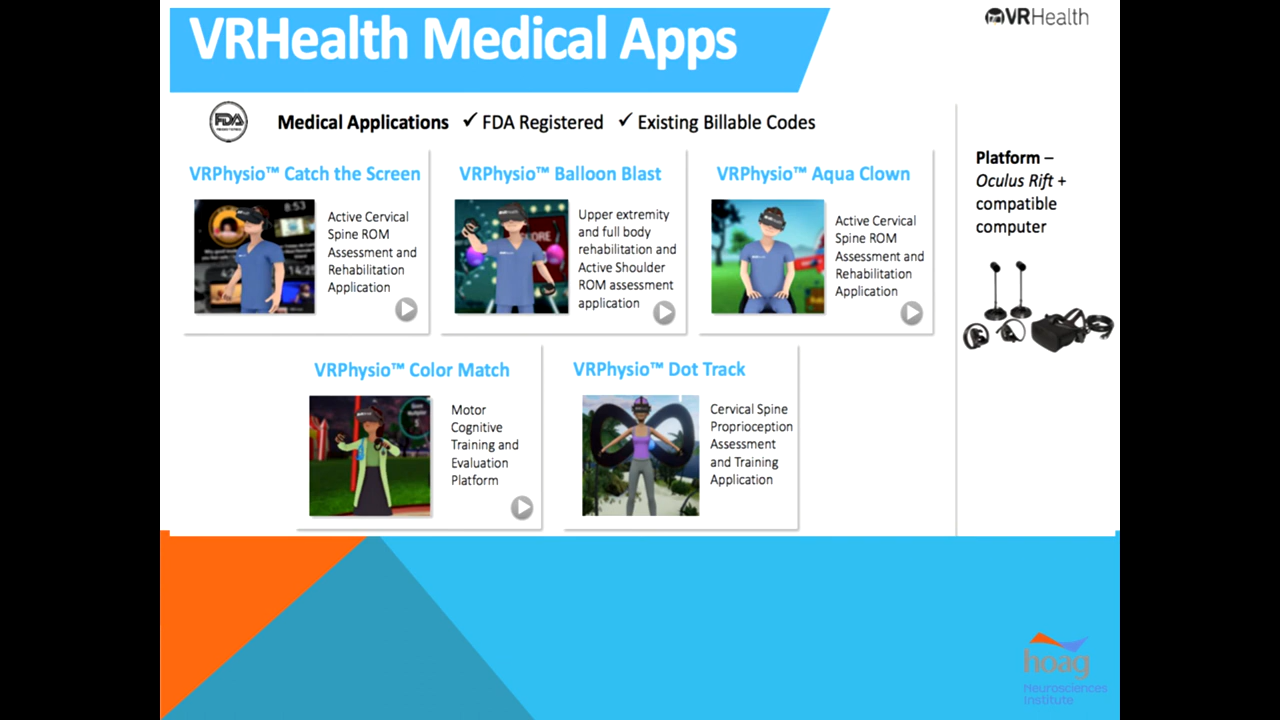 VRHealth Medical Apps
VRHealth
FDA
Medical Applications ✓ FDA Registered ✓ Existing Billable Codes
VRPhysio™ Catch the Screen
Active Cervical
Spine ROM
Assessment and
Rehabilitation
Application
VRPhysio™ Balloon Blast
Upper extremity
and full body
rehabilitation and
Active Shoulder
ROM assessment
application
VRPhysio™ Aqua Clown
Active Cervical
Spine ROM
Assessment and
Rehabilitation
Application
Platform –
Oculus Rift +
compatible
computer
VRPhysio™ Color Match
Motor
Cognitive
Training and
Evaluation
Platform
VRPhysio™ Dot Track
Cervical Spine
Proprioception
Assessment
and Training
Application
hoag
Neurosciences
Institute